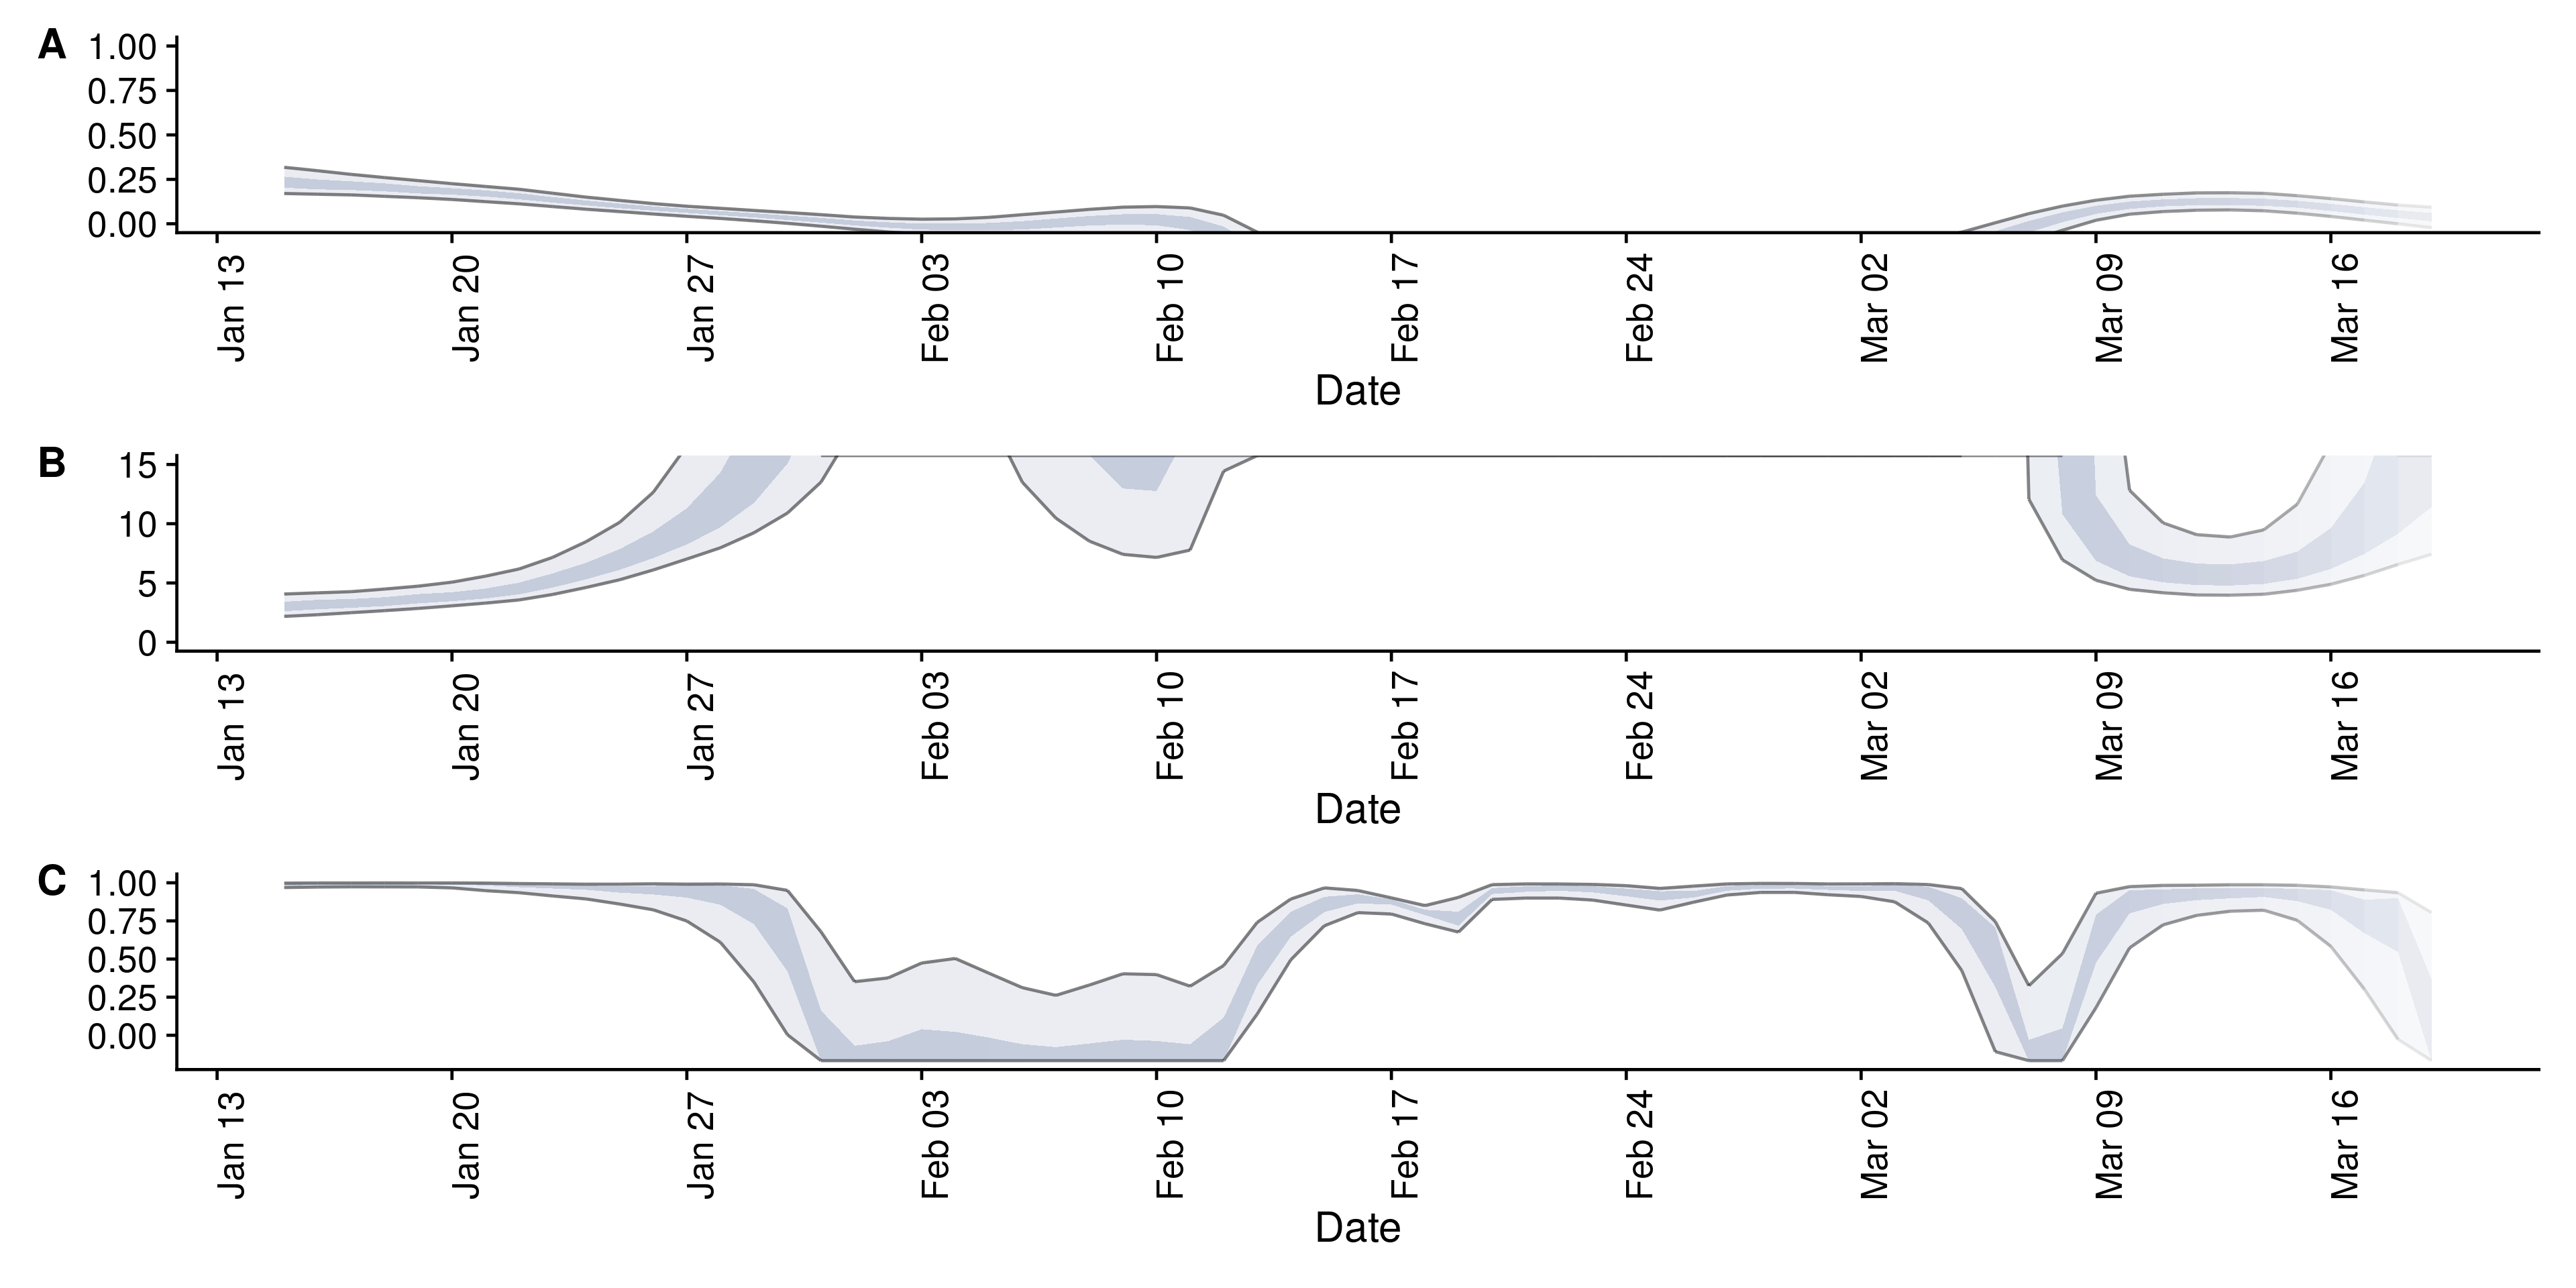 A
1.00
0.75
0.50
0.25
0.00
Jan 13
Jan 20
Jan 27
Feb 03
Feb 10
Feb 17
Feb 24
Mar 02
Mar 09
Mar 16
Date
B
15
10
5
0
Jan 13
Jan 20
Jan 27
Feb 03
Feb 10
Feb 17
Feb 24
Mar 02
Mar 09
Mar 16
Date
C
1.00
0.75
0.50
0.25
0.00
Jan 13
Jan 20
Jan 27
Feb 03
Feb 10
Feb 17
Feb 24
Mar 02
Mar 09
Mar 16
Date